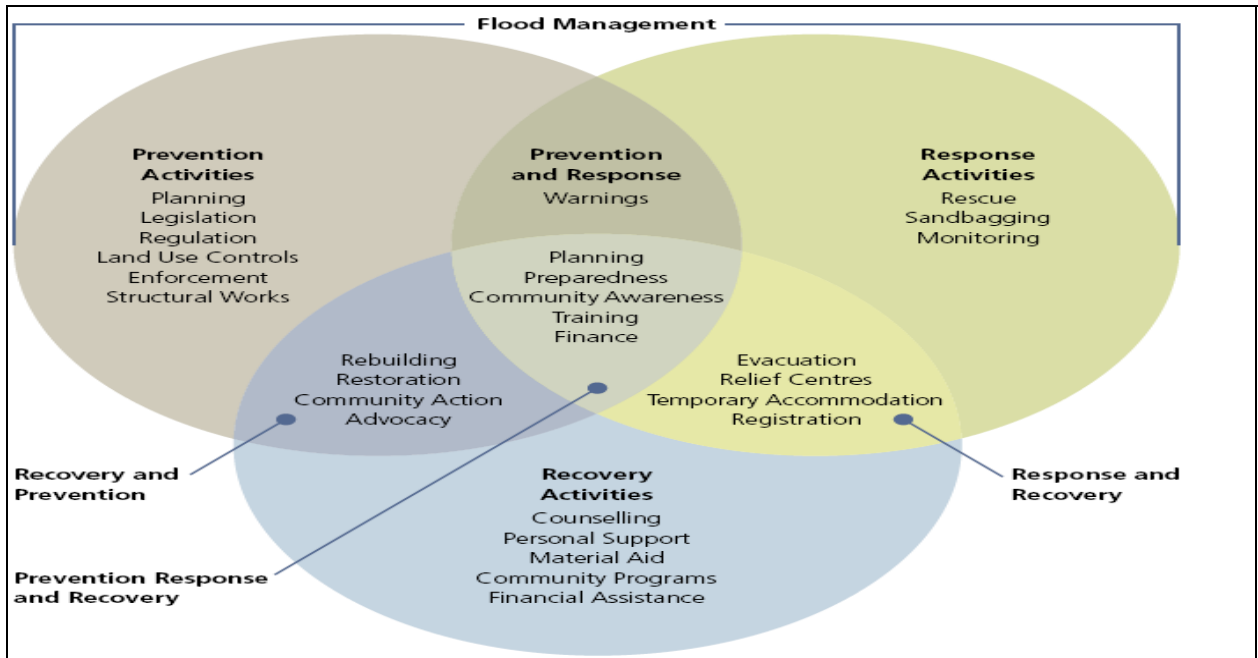 Flood Management
Prevention
Activities
Planning
Legislation
Regulation
Land Use Controls
Enforcement
Structural Works
Prevention
and Response
Warnings
Response
Activities
Rescue
Sandbagging
Monitoring
Planning
Preparedness
Community Awareness
Training
Finance
Rebuilding
Restoration
Community Action
Advocacy
Evacuation
Relief Centres
Temporary Accommodation
Registration
Recovery and
Prevention
Recovery
Activities
Counselling
Personal Support
Material Aid
Community Programs
Financial Assistance
Response and
Recovery
Prevention Response
and Recovery